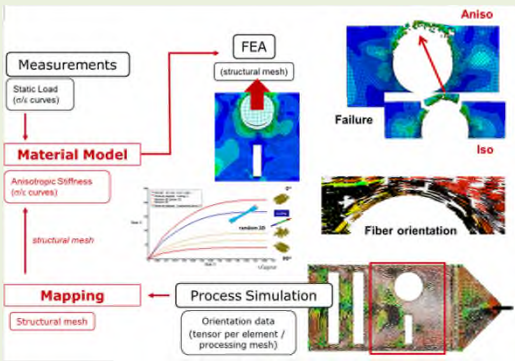 Measurements
Static Load
(σ/ε curves)
Material Model
Anisotropic Stiffness
(σ/ε curves)
structural mesh
Mapping
Structural mesh
FEA
(structural mesh)
random 2D
0°
90°
Process Simulation
Orientation data
(tensor per element /
processing mesh)
Aniso
Failure
Iso
Fiber orientation